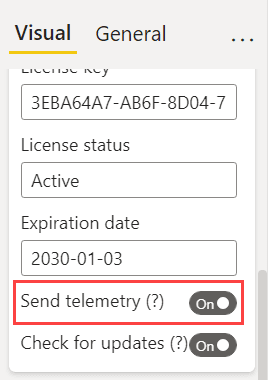 Visual General ...
License key
3EBA64A7-AB6F-8D04-7
License status
Active
Expiration date
2030-01-03
Send telemetry (?) On
Check for updates (?) On